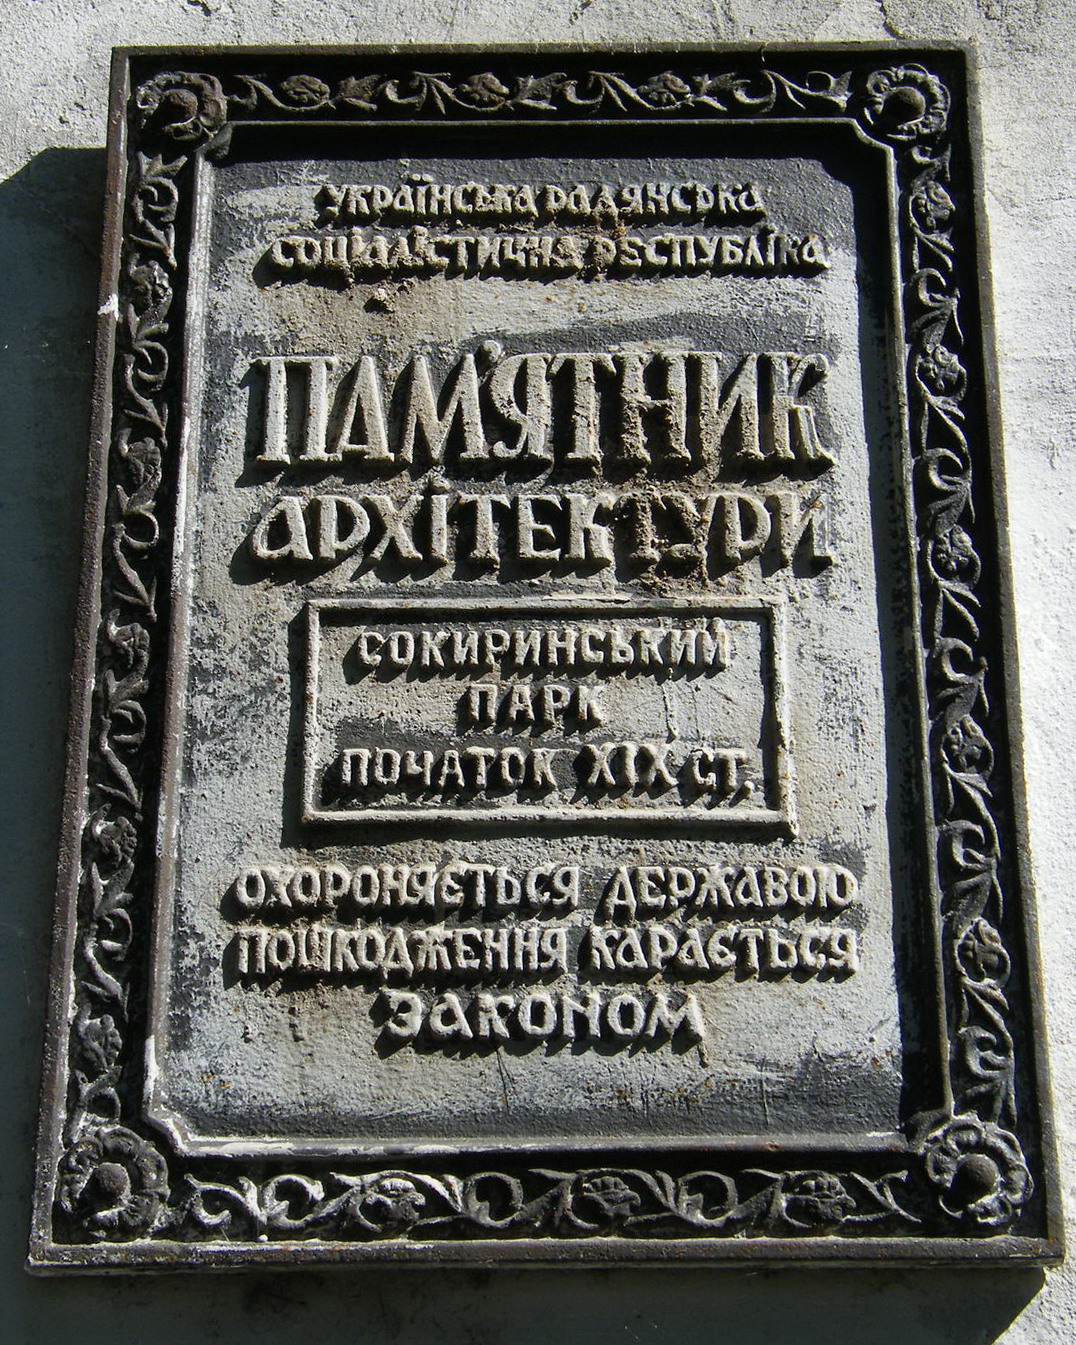 УКРАЇНСЬКА РАДЯНСЬКА
СОЦІАЛІСТИЧНА РЕСПУБЛІКА
ПАМ'ЯТНИК
АРХІТЕКТУРИ
СОКИРИНСЬКИЙ
ПАРК
ПОЧАТОК XIX СТ.
ОХОРОНЯЄТЬСЯ ДЕРЖАВОЮ
ПОШКОДЖЕННЯ КАРАЄТЬСЯ
ЗАКОНОМ